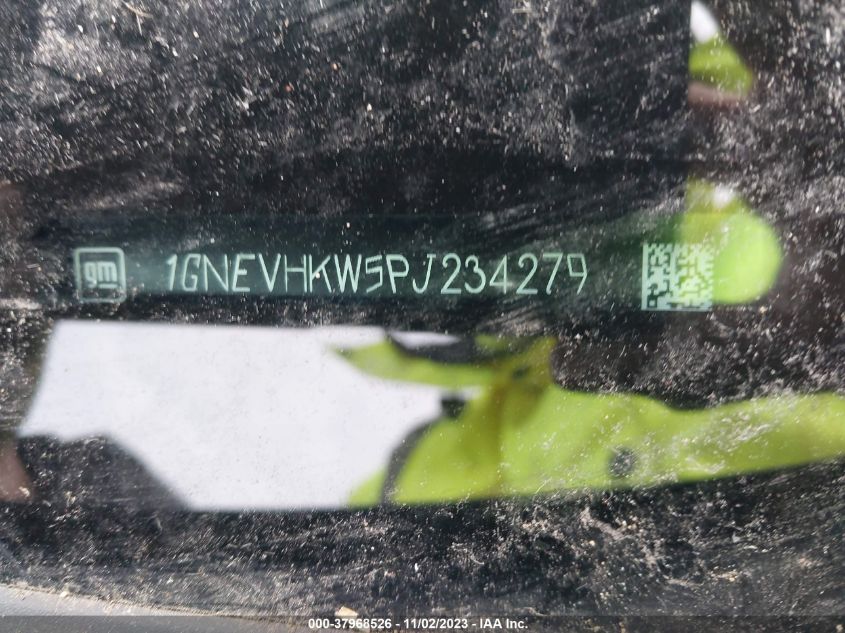 gm 1GNEVHKW5PJ234279
000-37968526 - 11/02/2023 - IAA Inc.